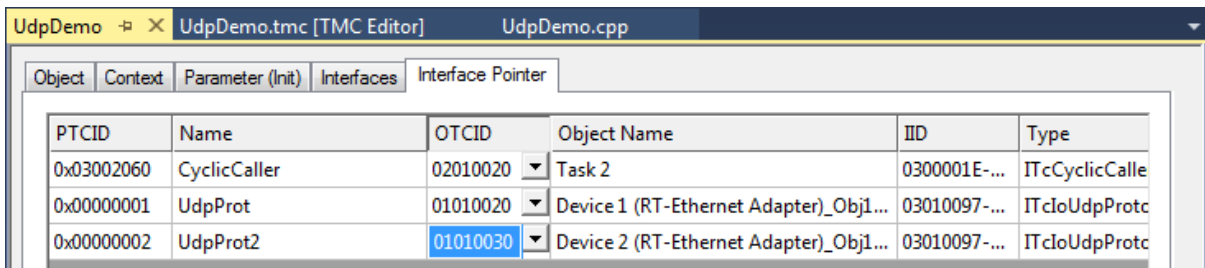 UdpDemo UdpDemo.tmc [TMC Editor] UdpDemo.cpp
Object Context Parameter (Init) Interfaces Interface Pointer
PTCID Name OTCID Object Name IID Type
0x03002060 CyclicCaller 02010020 Task 2 0300001E-... ITcCyclicCalle
0x00000001 UdpProt 01010020 Device 1 (RT-Ethernet Adapter)_Obj1... 03010097-... ITcIoUdpProtc
0x00000002 UdpProt2 01010030 Device 2 (RT-Ethernet Adapter)_Obj1... 03010097-... ITcIoUdpProtc